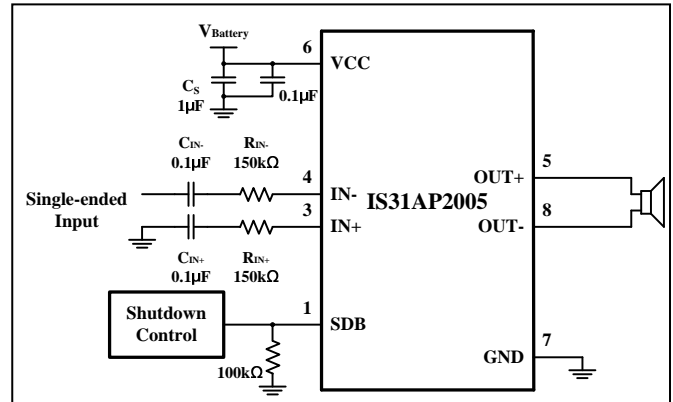 VBattery
6
VCC
CS
1μF
0.1μF
CIN-
0.1μF
RIN-
150kΩ
4
IN-
Single-ended
Input
3
IN+
CIN+
0.1μF
RIN+
150kΩ
IS31AP2005
5
OUT+
OUT-
8
Shutdown
Control
1
SDB
100kΩ
7
GND